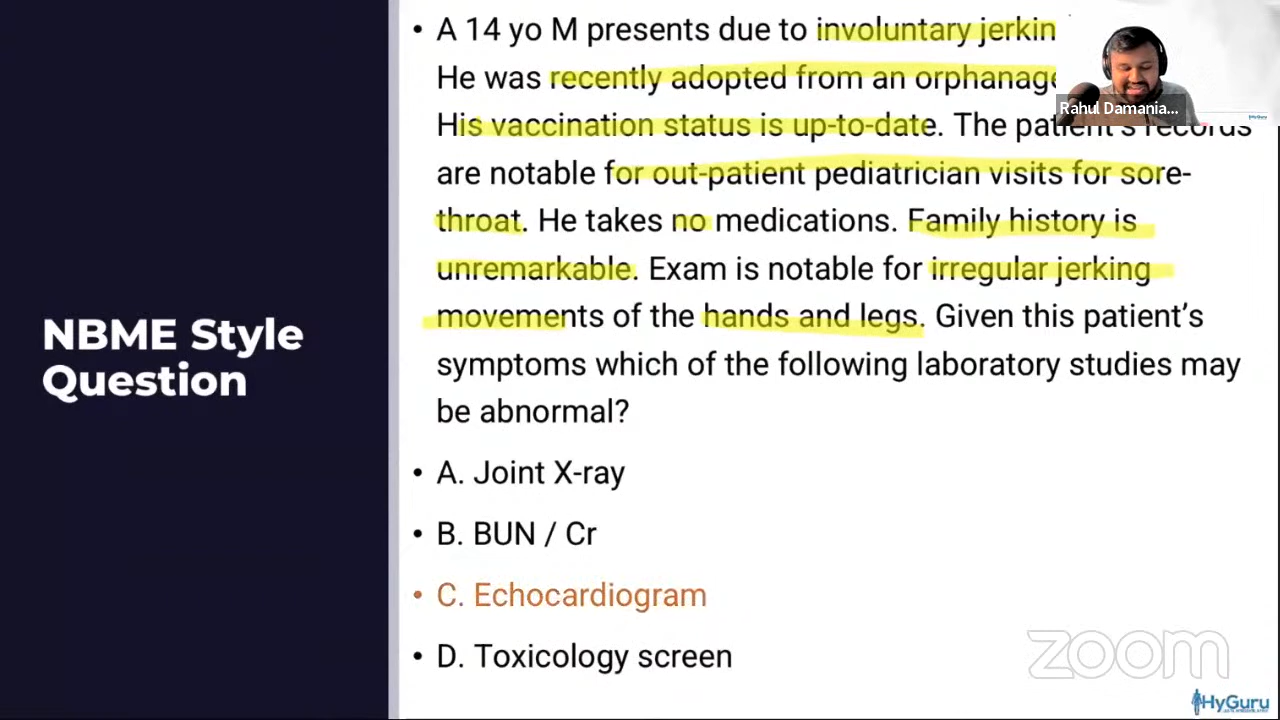 NBME Style
Question
• A 14 yo M presents due to involuntary
He was recently adopted from an orphanage
His vaccination status is up-to-date. The patient's records
are notable for out-patient pediatrician visits for sore-
throat. He takes no medications. Family history is
unremarkable. Exam is notable for irregular jerking
movements of the hands and legs. Given this patient's
symptoms which of the following laboratory studies may
be abnormal?
• A. Joint X-ray
• B. BUN / Cr
• C. Echocardiogram
• D. Toxicology screen
Rahul Damania...
zoom
HyGuru